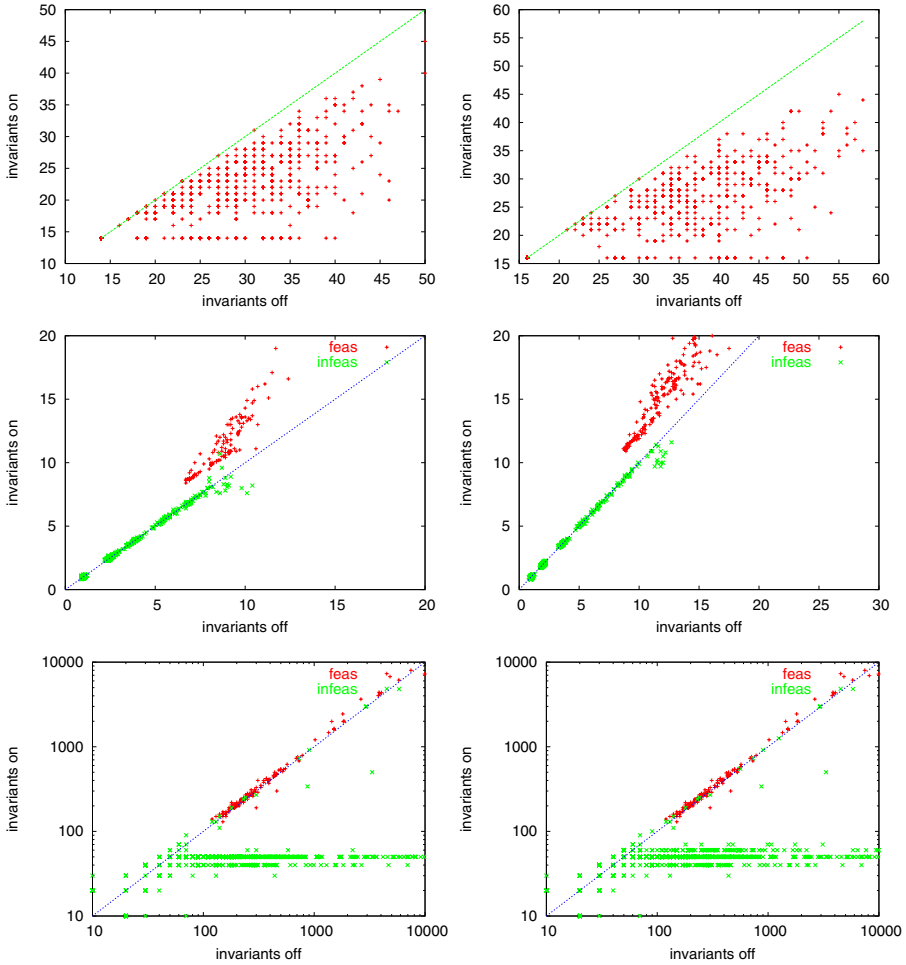 50
45
40
35
30
25
20
15
10
invariants on
10 15 20 25 30 35 40 45 50
invariants off
60
55
50
45
40
35
30
25
20
15
invariants on
15 20 25 30 35 40 45 50 55 60
invariants off
20
15
10
5
0
invariants on
feas
infeas
0 5 10 15 20
invariants off
20
15
10
5
0
invariants on
feas
infeas
0 5 10 15 20 25 30
invariants off
10000
1000
100
10
invariants on
feas
infeas
10 100 1000 10000
invariants off
10000
1000
100
10
invariants on
feas
infeas
10 100 1000 10000
invariants off